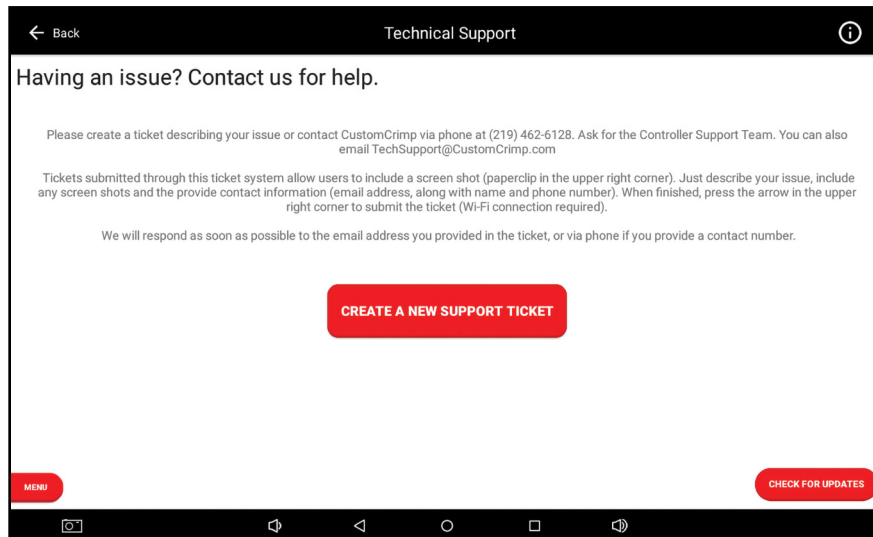 Back
Technical Support
Having an issue? Contact us for help.
Please create a ticket describing your issue or contact CustomCrimp via phone at (219) 462-6128. Ask for the Controller Support Team. You can also
email TechSupport@CustomCrimp.com
Tickets submitted through this ticket system allow users to include a screen shot (paperclip in the upper right corner). Just describe your issue, include
any screen shots and the provide contact information (email address, along with name and phone number). When finished, press the arrow in the upper
right corner to submit the ticket (Wi-Fi connection required).
We will respond as soon as possible to the email address you provided in the ticket, or via phone if you provide a contact number.
CREATE A NEW SUPPORT TICKET
MENU
CHECK FOR UPDATES